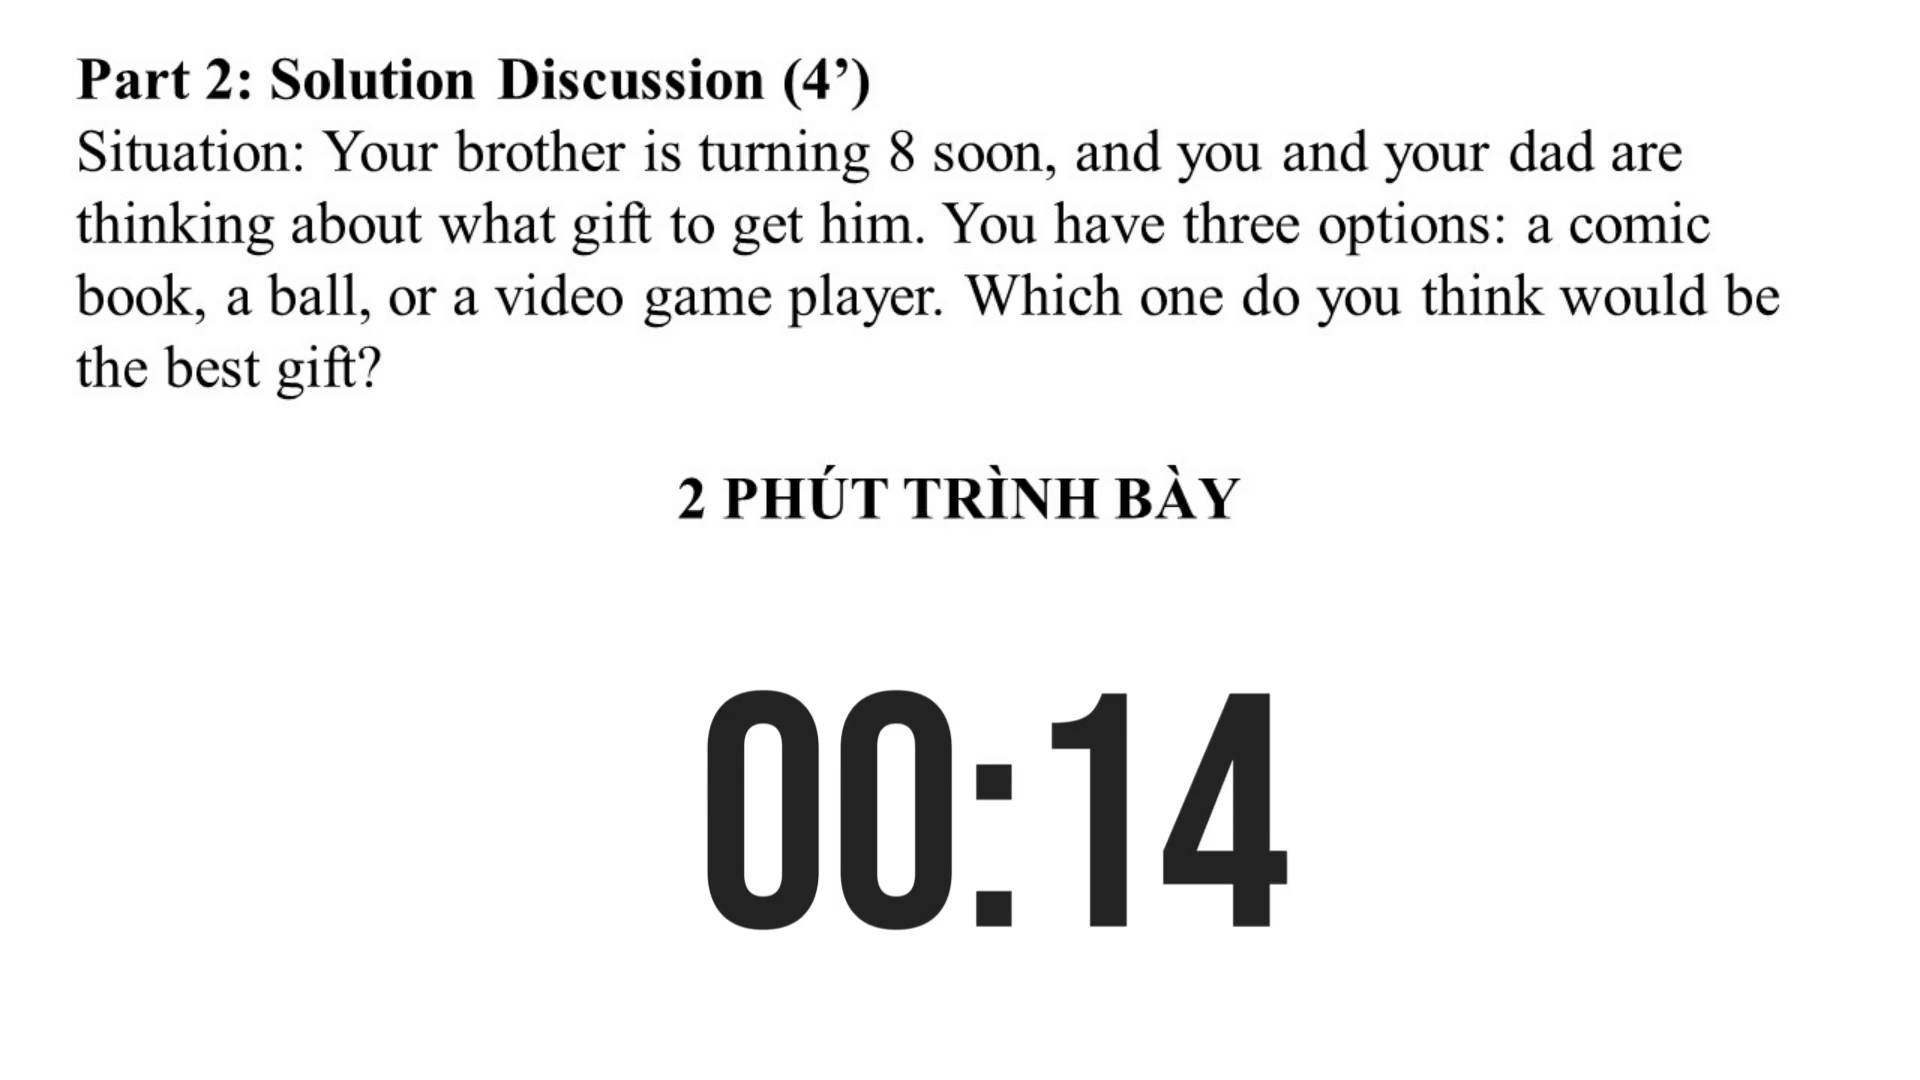 Part 2: Solution Discussion (4’)
Situation: Your brother is turning 8 soon, and you and your dad are
thinking about what gift to get him. You have three options: a comic
book, a ball, or a video game player. Which one do you think would be
the best gift?
2 PHÚT TRÌNH BÀY
00:14